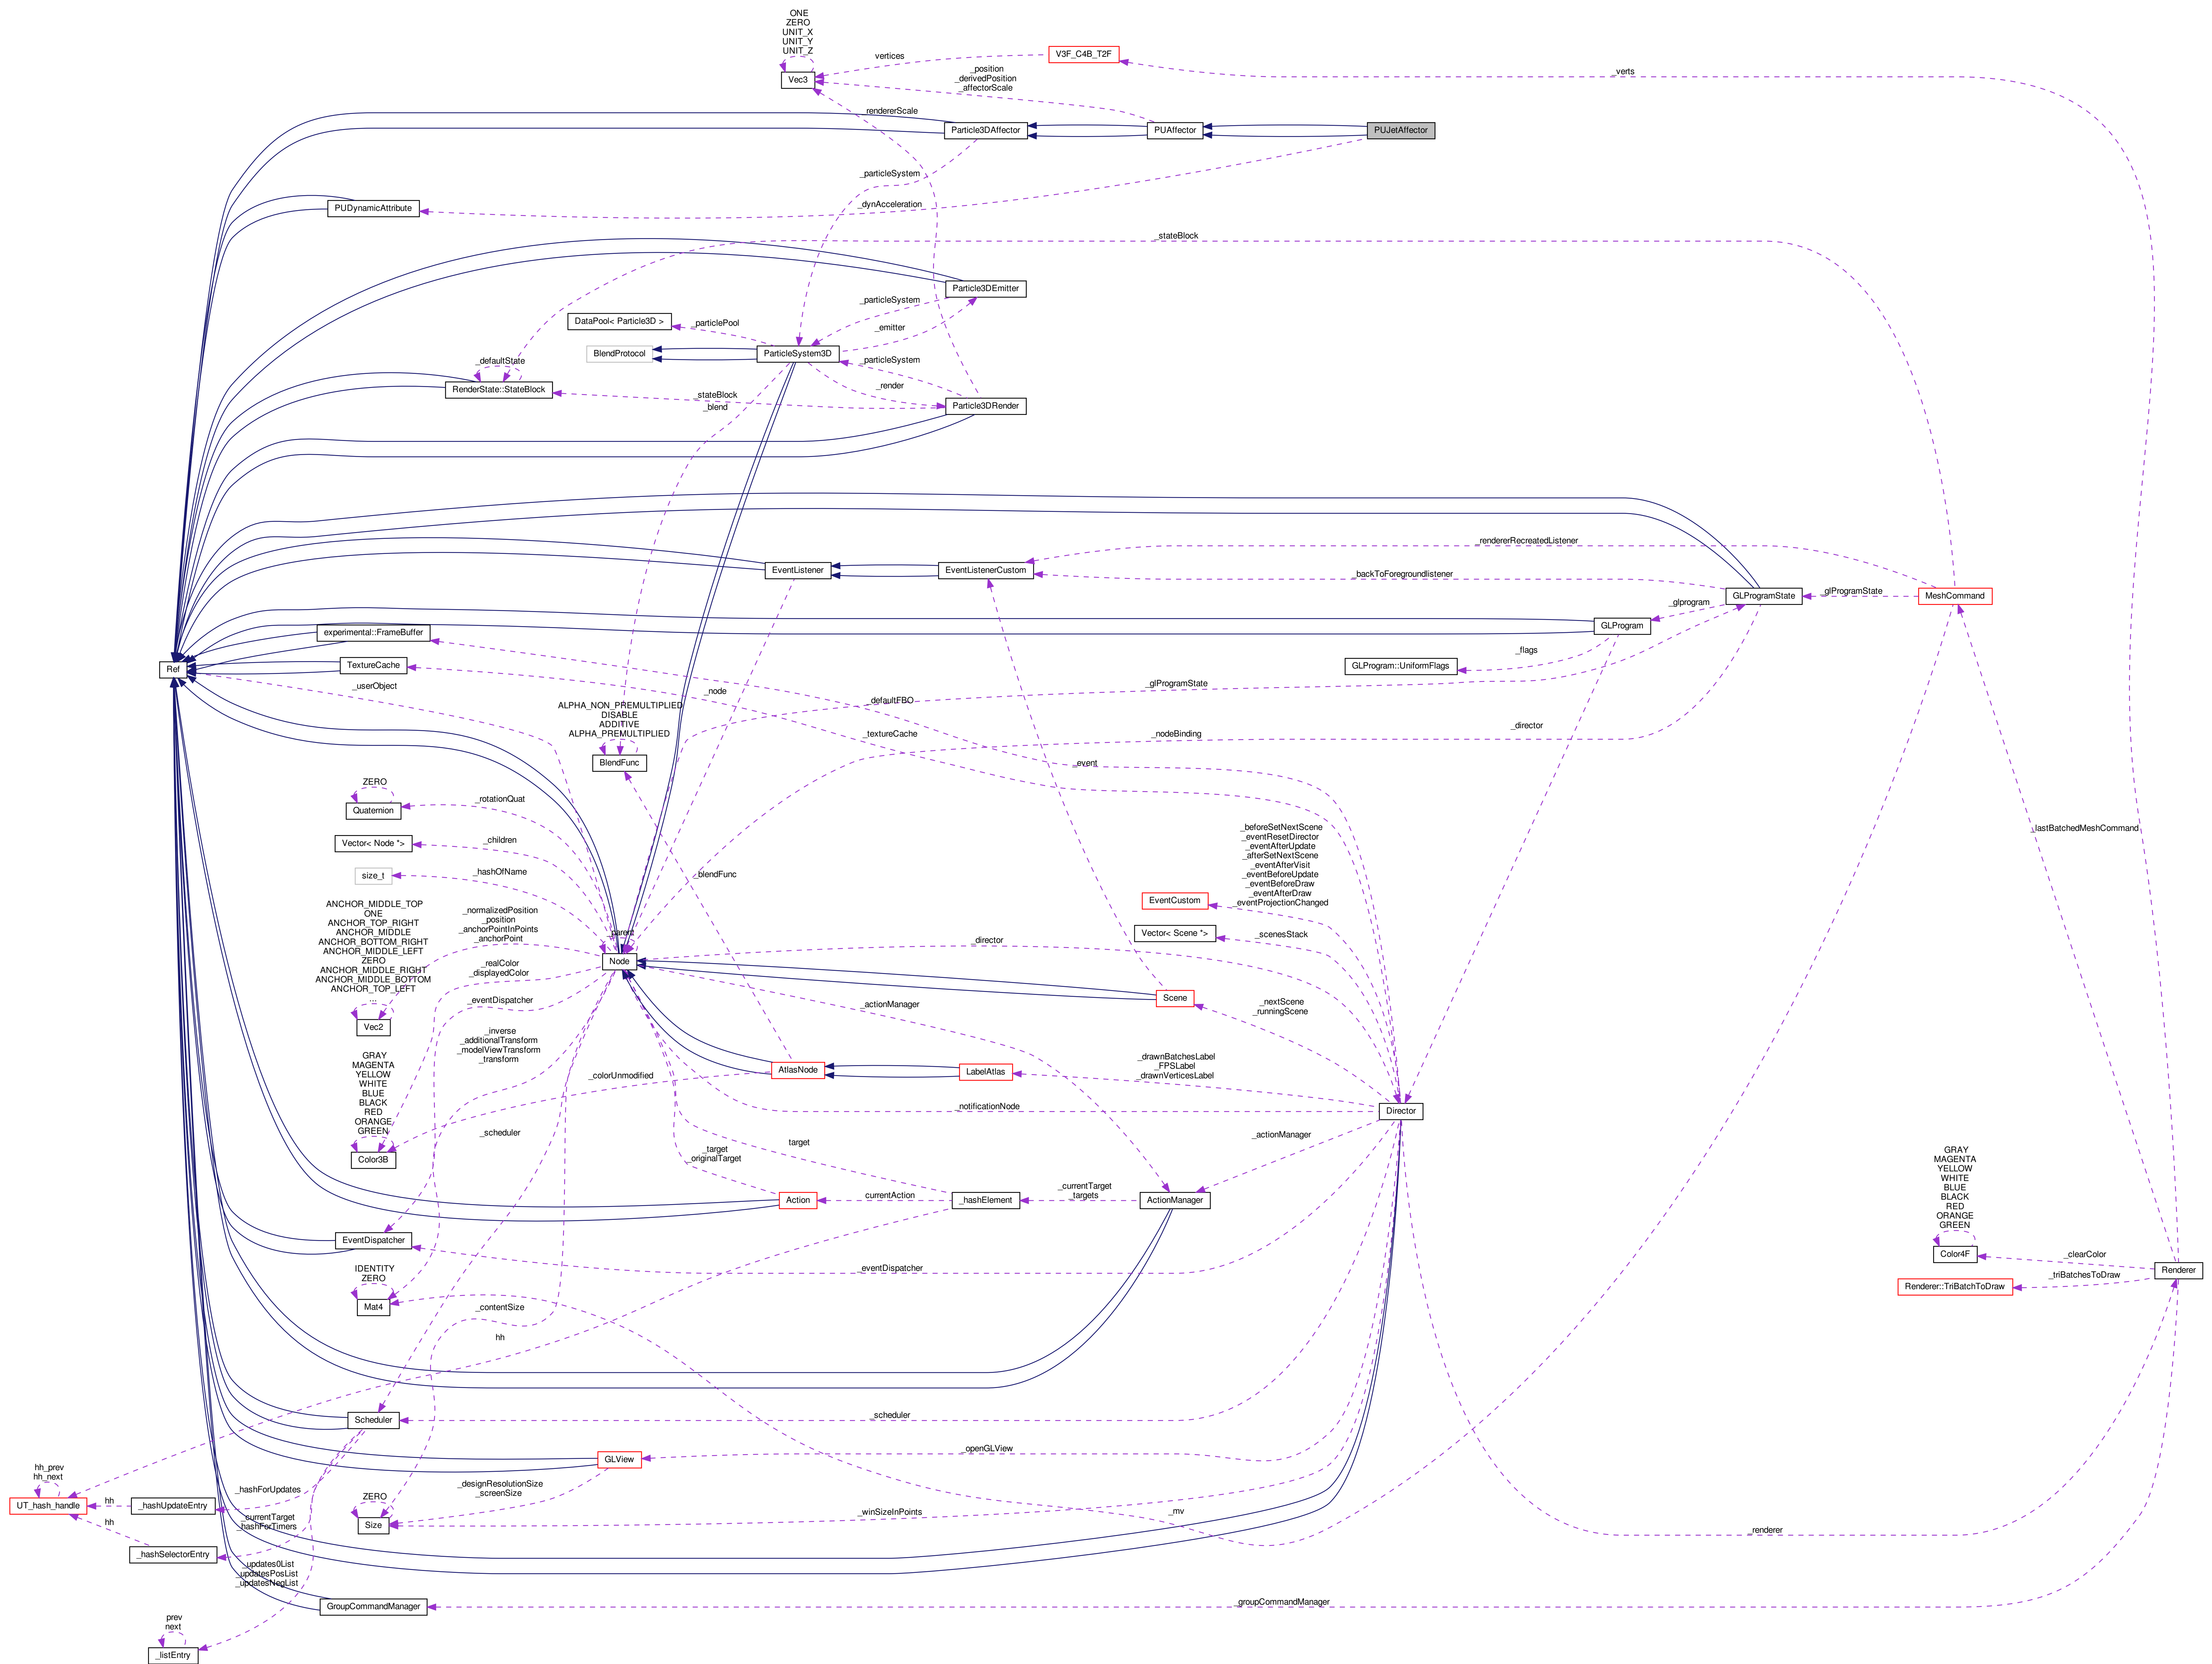 ONE
ZERO
UNIT_X
UNIT_Y
UNIT_Z
Vec3
vertices
V3F_C4B_T2F
_verts
_position
_derivedPosition
_affectorScale
_rendererScale
Particle3DAffector
PUAffector
PUJetAffector
_particleSystem
PUDynamicAttribute
_dynAcceleration
_stateBlock
Particle3DEmitter
_particleSystem
DataPool< Particle3D >
_particlePool
_emitter
BlendProtocol
ParticleSystem3D
_defaultState
_particleSystem
RenderState::StateBlock
_render
_stateBlock
_blend
Particle3DRender
_rendererRecreatedListener
EventListener
EventListenerCustom
_backToForegroundlistener
GLProgramState
_glProgramState
MeshCommand
_glprogram
GLProgram
experimental::FrameBuffer
_flags
Ref
TextureCache
GLProgram::UniformFlags
_userObject
_node
_glProgramState
_defaultFBO
ALPHA_NON_PREMULTIPLIED
DISABLE
ADDITIVE
ALPHA_PREMULTIPLIED
_textureCache
_nodeBinding
_director
BlendFunc
_event
ZERO
Quaternion
_rotationQuat
Vector< Node *>
_children
size_t
_hashOfName
_blendFunc
_beforeSetNextScene
_eventResetDirector
_eventAfterUpdate
_afterSetNextScene
_eventAfterVisit
_eventBeforeUpdate
_eventBeforeDraw
_eventAfterDraw
_eventProjectionChanged
_lastBatchedMeshCommand
EventCustom
Vector< Scene *>
_scenesStack
ANCHOR_MIDDLE_TOP
ONE
ANCHOR_TOP_RIGHT
ANCHOR_MIDDLE
ANCHOR_BOTTOM_RIGHT
ANCHOR_MIDDLE_LEFT
ZERO
ANCHOR_MIDDLE_RIGHT
ANCHOR_MIDDLE_BOTTOM
ANCHOR_TOP_LEFT
...
_normalizedPosition
_position
_anchorPointInPoints
_anchorPoint
_parent
Node
_director
_realColor
_displayedColor
_eventDispatcher
_actionManager
Scene
_nextScene
_runningScene
Vec2
_inverse
_additionalTransform
_modelViewTransform
_transform
GRAY
MAGENTA
YELLOW
WHITE
BLUE
BLACK
RED
ORANGE
GREEN
Color3B
_colorUnmodified
AtlasNode
LabelAtlas
_drawnBatchesLabel
_FPSLabel
_drawnVerticesLabel
_notificationNode
Director
_scheduler
_target
_originalTarget
target
_actionManager
GRAY
MAGENTA
YELLOW
WHITE
BLUE
BLACK
RED
ORANGE
GREEN
Color4F
Action
currentAction
_hashElement
_currentTarget
_targets
ActionManager
EventDispatcher
_eventDispatcher
_clearColor
Renderer
_triBatchesToDraw
Renderer::TriBatchToDraw
IDENTITY
ZERO
Mat4
_contentSize
hh
Scheduler
_scheduler
_openGLView
GLView
hh_prev
hh_next
UT_hash_handle
hh
_hashUpdateEntry
_hashForUpdates
_designResolutionSize
_screenSize
ZERO
Size
_winSizeInPoints
_mv
hh
_currentTarget
_hashForTimers
_hashSelectorEntry
_renderer
_updates0List
_updatesPosList
_updatesNegList
GroupCommandManager
_groupCommandManager
prev
next
_listEntry